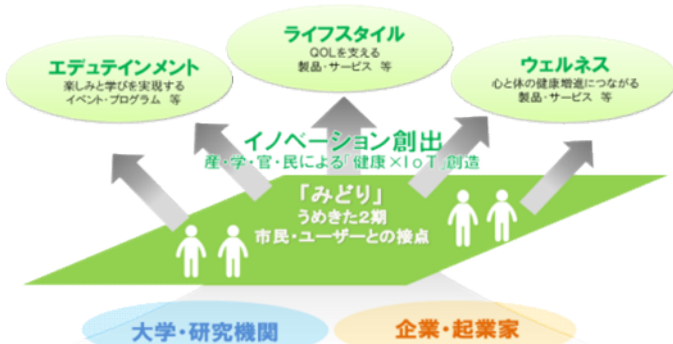 ライフスタイル
QOLを支える
製品・サービス 等
エデュテインメント
楽しみと学びを実現する
イベント・プログラム 等
ウェルネス
心と体の健康増進につながる
製品・サービス 等
イノベーション創出
産・学・官・民による「健康×IoT」創造
「みどり」
うめきた2期
市民・ユーザーとの接点
大学・研究機関
企業・起業家